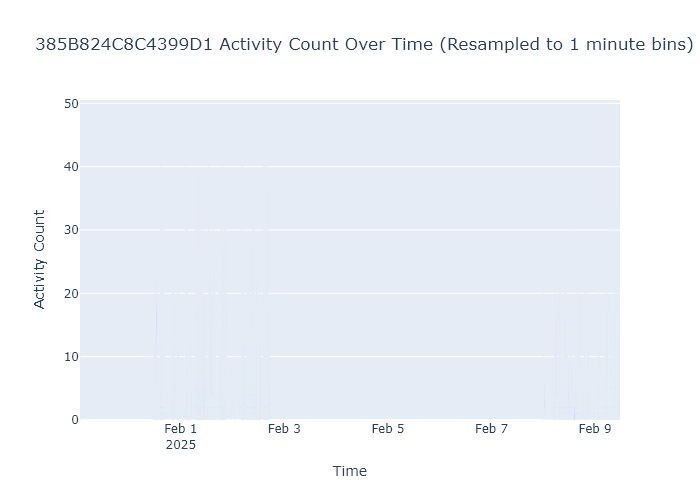 385B824C8C4399D1 Activity Count Over Time (Resampled to 1 minute bins)
50
40
30
20
10
0
Activity Count
Feb 1
2025
Feb 3
Feb 5
Feb 7
Feb 9
Time